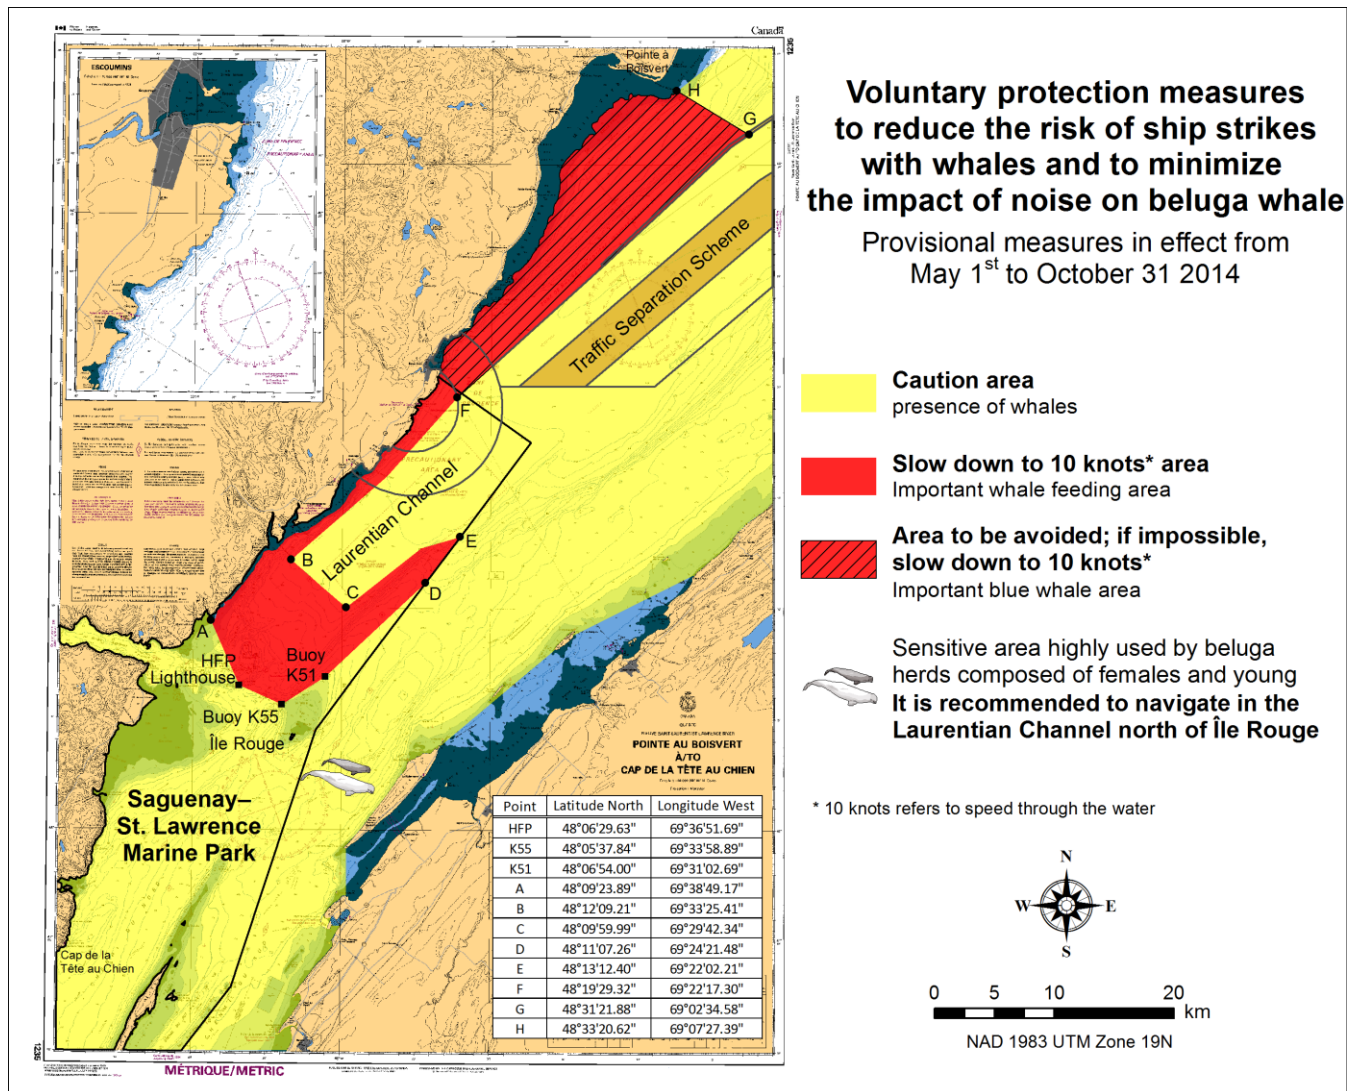 Canada
1236
ESCOUMINS
Pointe à
Boisvert
H
G
Traffic Separation Scheme
F
Laurentian Channel
B
E
C
D
A
HFP
Lighthouse
Buoy
K51
Buoy K55
Île Rouge
Saguenay–
St. Lawrence
Marine Park
Cap de la
Tête au Chien
POINTE AU BOISVERT
À/TO
CAP DE LA TÊTE AU CHIEN
Point Latitude North Longitude West
HFP 48°06'29.63" 69°36'51.69"
K55 48°05'37.84" 69°33'58.89"
K51 48°06'54.00" 69°31'02.69"
A 48°09'23.89" 69°38'49.17"
B 48°12'09.21" 69°33'25.41"
C 48°09'59.99" 69°29'42.34"
D 48°11'07.26" 69°24'21.48"
E 48°13'12.40" 69°22'02.21"
F 48°19'29.32" 69°22'17.30"
G 48°31'21.88" 69°02'34.58"
H 48°33'20.62" 69°07'27.39"
1236
MÉTRIQUE/METRIC
Voluntary protection measures
to reduce the risk of ship strikes
with whales and to minimize
the impact of noise on beluga whale
Provisional measures in effect from
May 1st to October 31 2014
Caution area
presence of whales
Slow down to 10 knots* area
Important whale feeding area
Area to be avoided; if impossible,
slow down to 10 knots*
Important blue whale area
Sensitive area highly used by beluga
herds composed of females and young
It is recommended to navigate in the
Laurentian Channel north of Île Rouge
* 10 knots refers to speed through the water
N
W E
S
0 5 10 20
km
NAD 1983 UTM Zone 19N